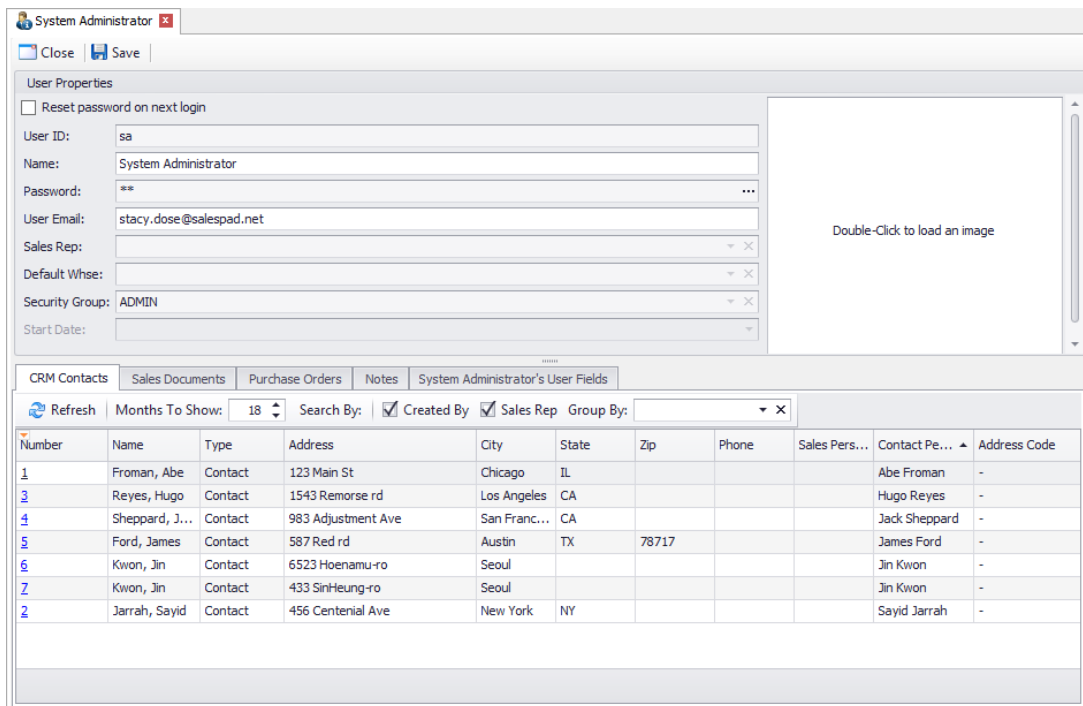 System Administrator
Close Save
User Properties
Reset password on next login
User ID: sa
Name: System Administrator
Password: ** ...
User Email: stacy.dose@salespad.net
Sales Rep:
Default Whse:
Security Group: ADMIN
Start Date:
Double-Click to load an image
CRM Contacts Sales Documents Purchase Orders Notes System Administrator's User Fields
Refresh Months To Show: 18 Search By: Created By Sales Rep Group By:
Number Name Type Address City State Zip Phone Sales Pers... Contact Pe... Address Code
1 Froman, Abe Contact 123 Main St Chicago IL Abe Froman -
3 Reyes, Hugo Contact 1543 Remorse rd Los Angeles CA Hugo Reyes -
4 Sheppard, J... Contact 983 Adjustment Ave San Franc... CA Jack Sheppard -
5 Ford, James Contact 587 Red rd Austin TX 78717 James Ford -
6 Kwon, Jin Contact 6523 Hoenamu-ro Seoul Jin Kwon -
7 Kwon, Jin Contact 433 SinHeung-ro Seoul Jin Kwon -
2 Jarrah, Sayid Contact 456 Centenial Ave New York NY Sayid Jarrah -